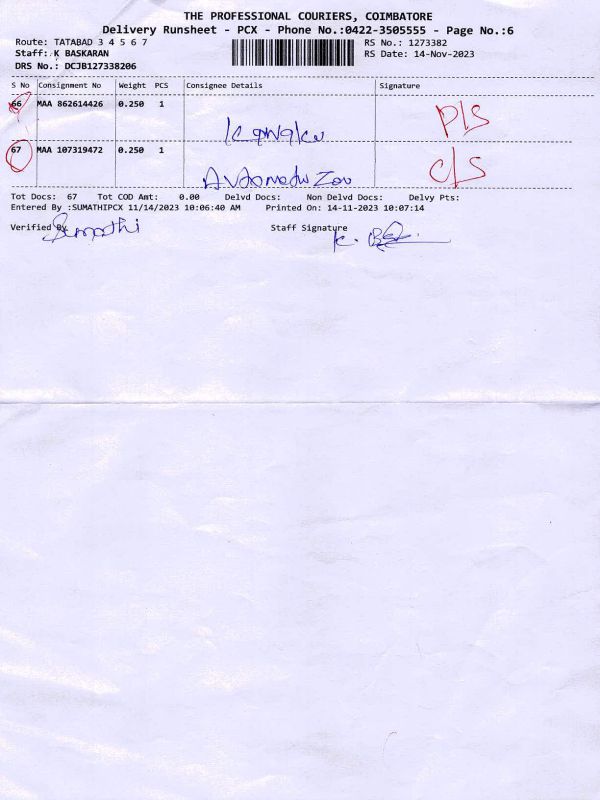 THE PROFESSIONAL COURIERS, COIMBATORE
Delivery Runsheet - PCX - Phone No.:0422-3505555 - Page No.:6
Route: TATABAD 3 4 5 6 7
RS No.: 1273382
Staff: K BASKARAN
RS Date: 14-Nov-2023
DRS No.: DCJB127338206
S No Consignment No Weight PCS Consignee Details Signature
66 MAA 862614426 0.250 1
P/S
67 MAA 107319472 0.250 1
C/S
Tot Docs: 67 Tot COD Amt: 0.00 Delvd Docs: Non Delvd Docs: Delvy Pts:
Entered By :SUMATHIPCX 11/14/2023 10:06:40 AM Printed On: 14-11-2023 10:07:14
Verified By Sumathi Staff Signature